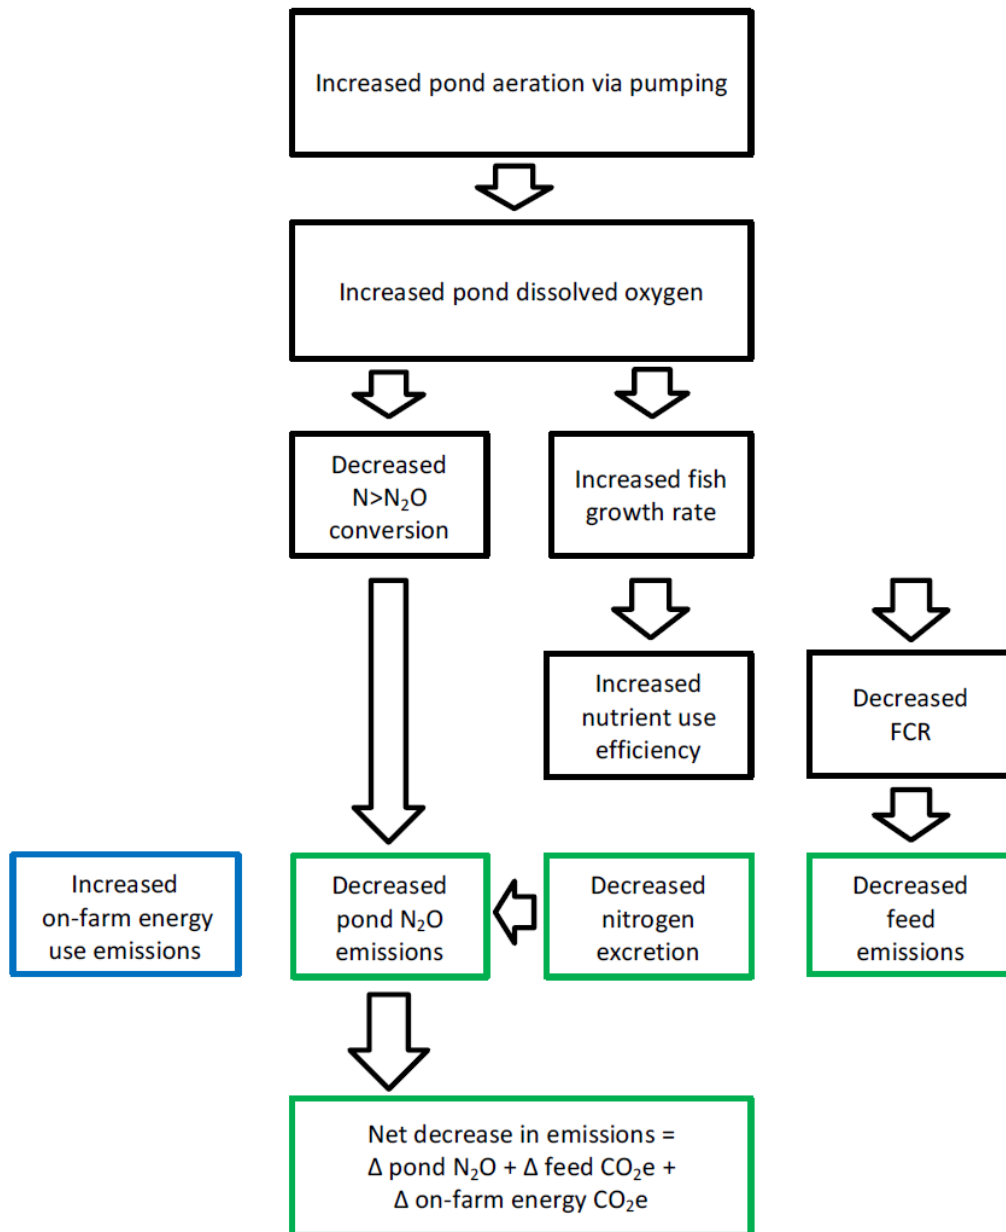 Increased pond aeration via pumping
Increased pond dissolved oxygen
Decreased
N>N₂O
conversion
Increased fish
growth rate
Increased
nutrient use
efficiency
Decreased
FCR
Increased
on-farm energy
use emissions
Decreased
pond N₂O
emissions
Decreased
nitrogen
excretion
Decreased
feed
emissions
Net decrease in emissions =
Δ pond N₂O + Δ feed CO₂e +
Δ on-farm energy CO₂e